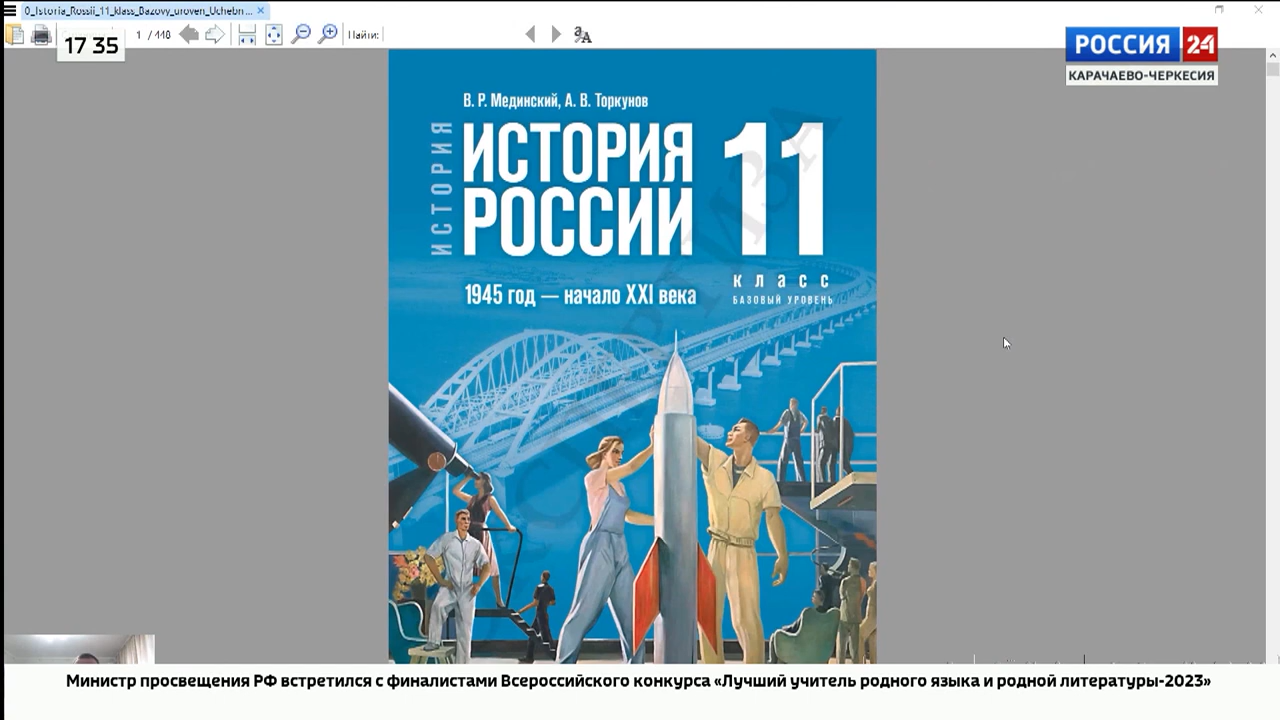 0_Istoria_Rossii_11_klass_Bazovy_uroven_Uchebn...
1 / 448
Найти:
17 35
РОССИЯ 24
КАРАЧАЕВО-ЧЕРКЕСИЯ
В. Р. Мединский, А. В. Торкунов
ИСТОРИЯ
ИСТОРИЯ
РОССИИ
11
класс
БАЗОВЫЙ УРОВЕНЬ
1945 год — начало XXI века
Министр просвещения РФ встретился с финалистами Всероссийского конкурса «Лучший учитель родного языка и родной литературы-2023»